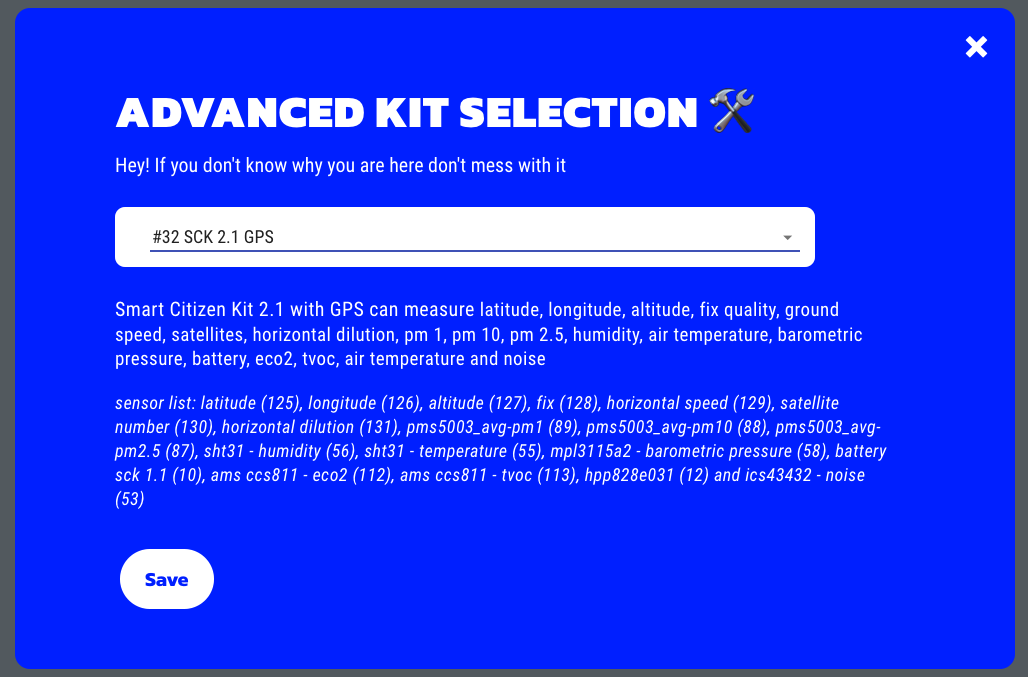 ADVANCED KIT SELECTION 🛠
Hey! If you don't know why you are here don't mess with it
#32 SCK 2.1 GPS
Smart Citizen Kit 2.1 with GPS can measure latitude, longitude, altitude, fix quality, ground
speed, satellites, horizontal dilution, pm 1, pm 10, pm 2.5, humidity, air temperature, barometric
pressure, battery, eco2, tvoc, air temperature and noise
sensor list: latitude (125), longitude (126), altitude (127), fix (128), horizontal speed (129), satellite
number (130), horizontal dilution (131), pms5003_avg-pm1 (89), pms5003_avg-pm10 (88), pms5003_avg-
pm2.5 (87), sht31 - humidity (56), sht31 - temperature (55), mpl3115a2 - barometric pressure (58), battery
sck 1.1 (10), ams ccs811 - eco2 (112), ams ccs811 - tvoc (113), hpp828e031 (12) and ics43432 - noise
(53)
Save